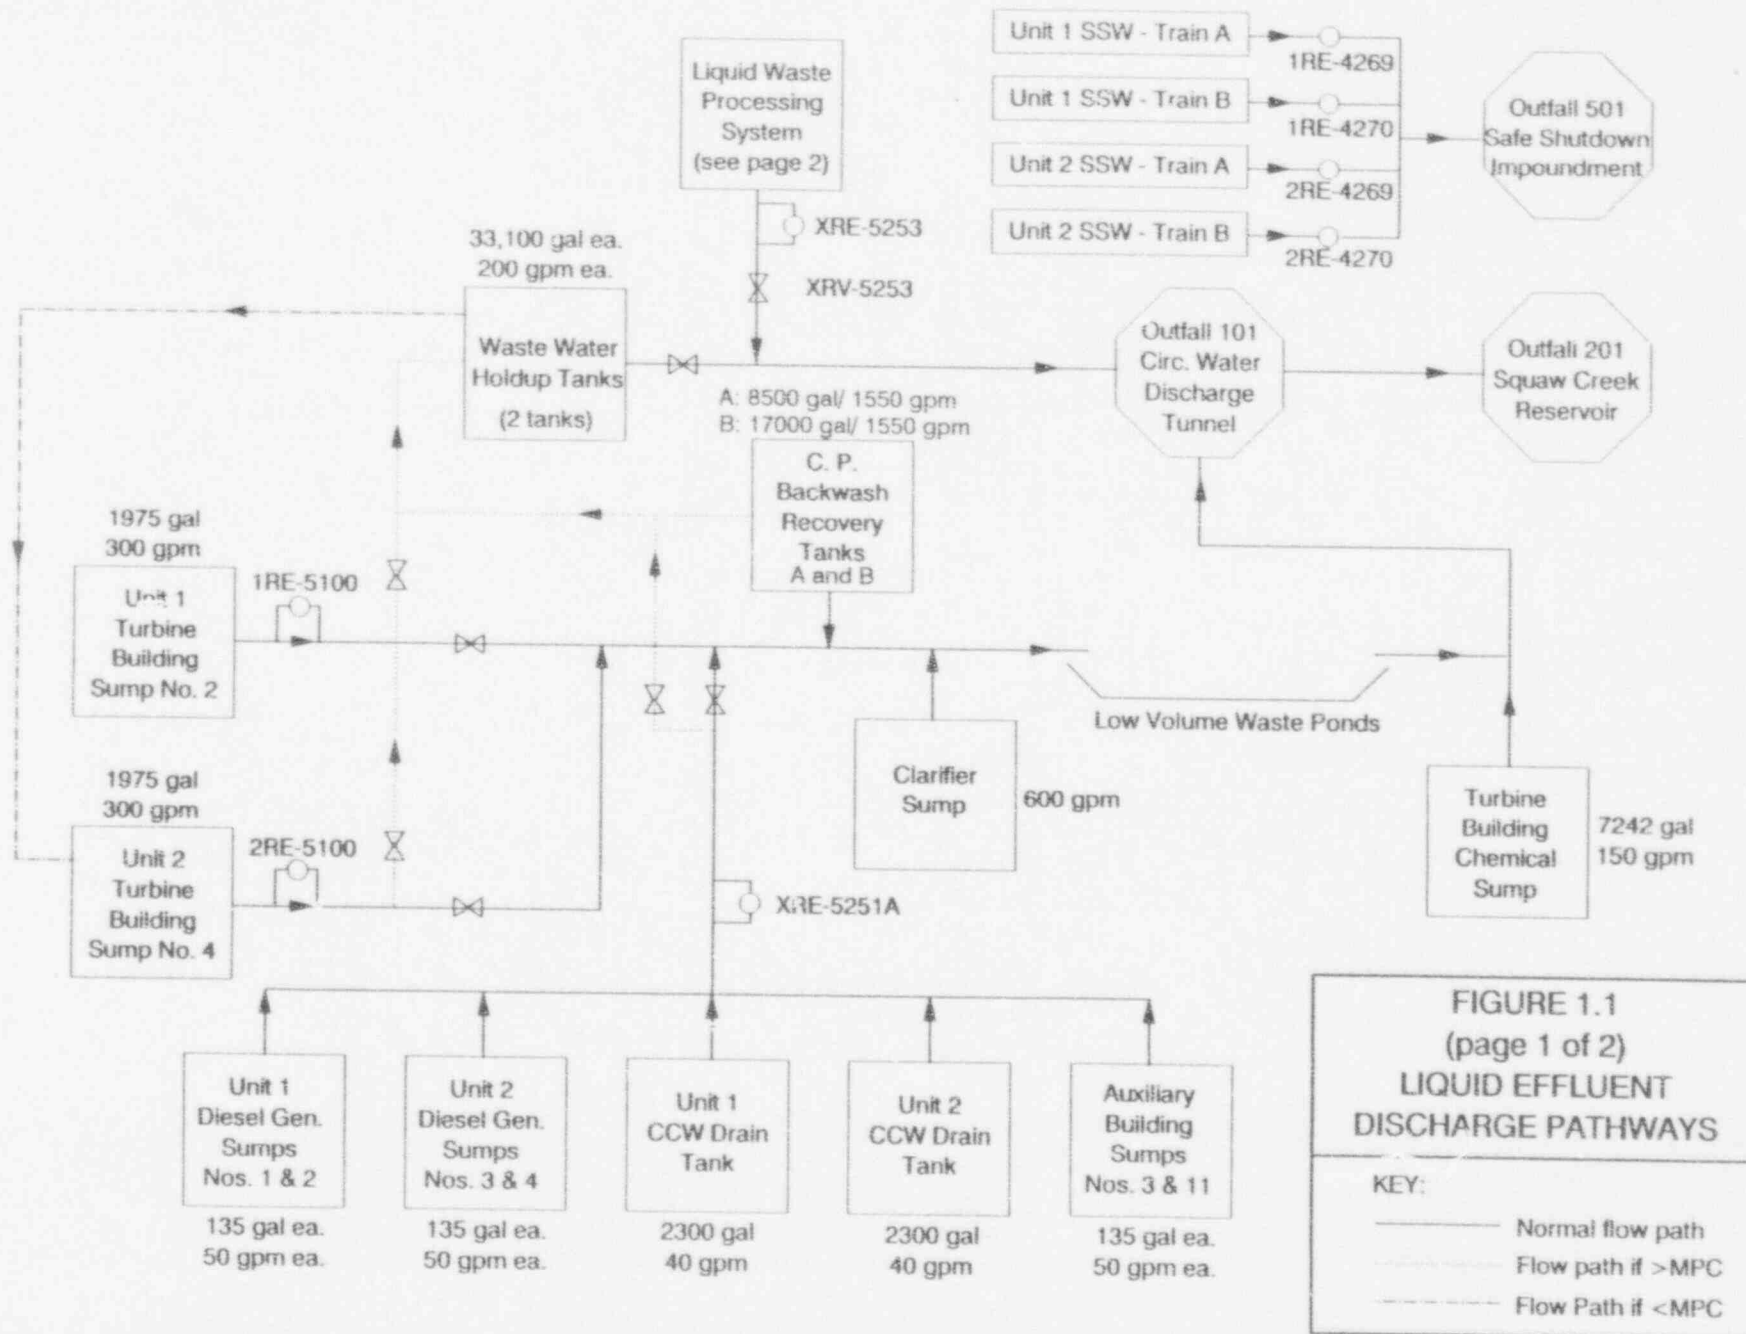 Unit 1 SSW - Train A
1RE-4269
Unit 1 SSW - Train B
1RE-4270
Unit 2 SSW - Train A
2RE-4269
Unit 2 SSW - Train B
2RE-4270
Outfall 501
Safe Shutdown
Impoundment
Liquid Waste
Processing
System
(see page 2)
XRE-5253
XRV-5253
33,100 gal ea.
200 gpm ea.
Waste Water
Holdup Tanks
(2 tanks)
Outfall 101
Circ. Water
Discharge
Tunnel
Outfall 201
Squaw Creek
Reservoir
A: 8500 gal/ 1550 gpm
B: 17000 gal/ 1550 gpm
C. P.
Backwash
Recovery
Tanks
A and B
1975 gal
300 gpm
Unit 1
Turbine
Building
Sump No. 2
1RE-5100
1975 gal
300 gpm
Unit 2
Turbine
Building
Sump No. 4
2RE-5100
Low Volume Waste Ponds
Clarifier
Sump
600 gpm
Turbine
Building
Chemical
Sump
7242 gal
150 gpm
XRE-5251A
Unit 1
Diesel Gen.
Sumps
Nos. 1 & 2
135 gal ea.
50 gpm ea.
Unit 2
Diesel Gen.
Sumps
Nos. 3 & 4
135 gal ea.
50 gpm ea.
Unit 1
CCW Drain
Tank
2300 gal
40 gpm
Unit 2
CCW Drain
Tank
2300 gal
40 gpm
Auxiliary
Building
Sumps
Nos. 3 & 11
135 gal ea.
50 gpm ea.
FIGURE 1.1
(page 1 of 2)
LIQUID EFFLUENT
DISCHARGE PATHWAYS
KEY:
Normal flow path
Flow path if >MPC
Flow Path if <MPC